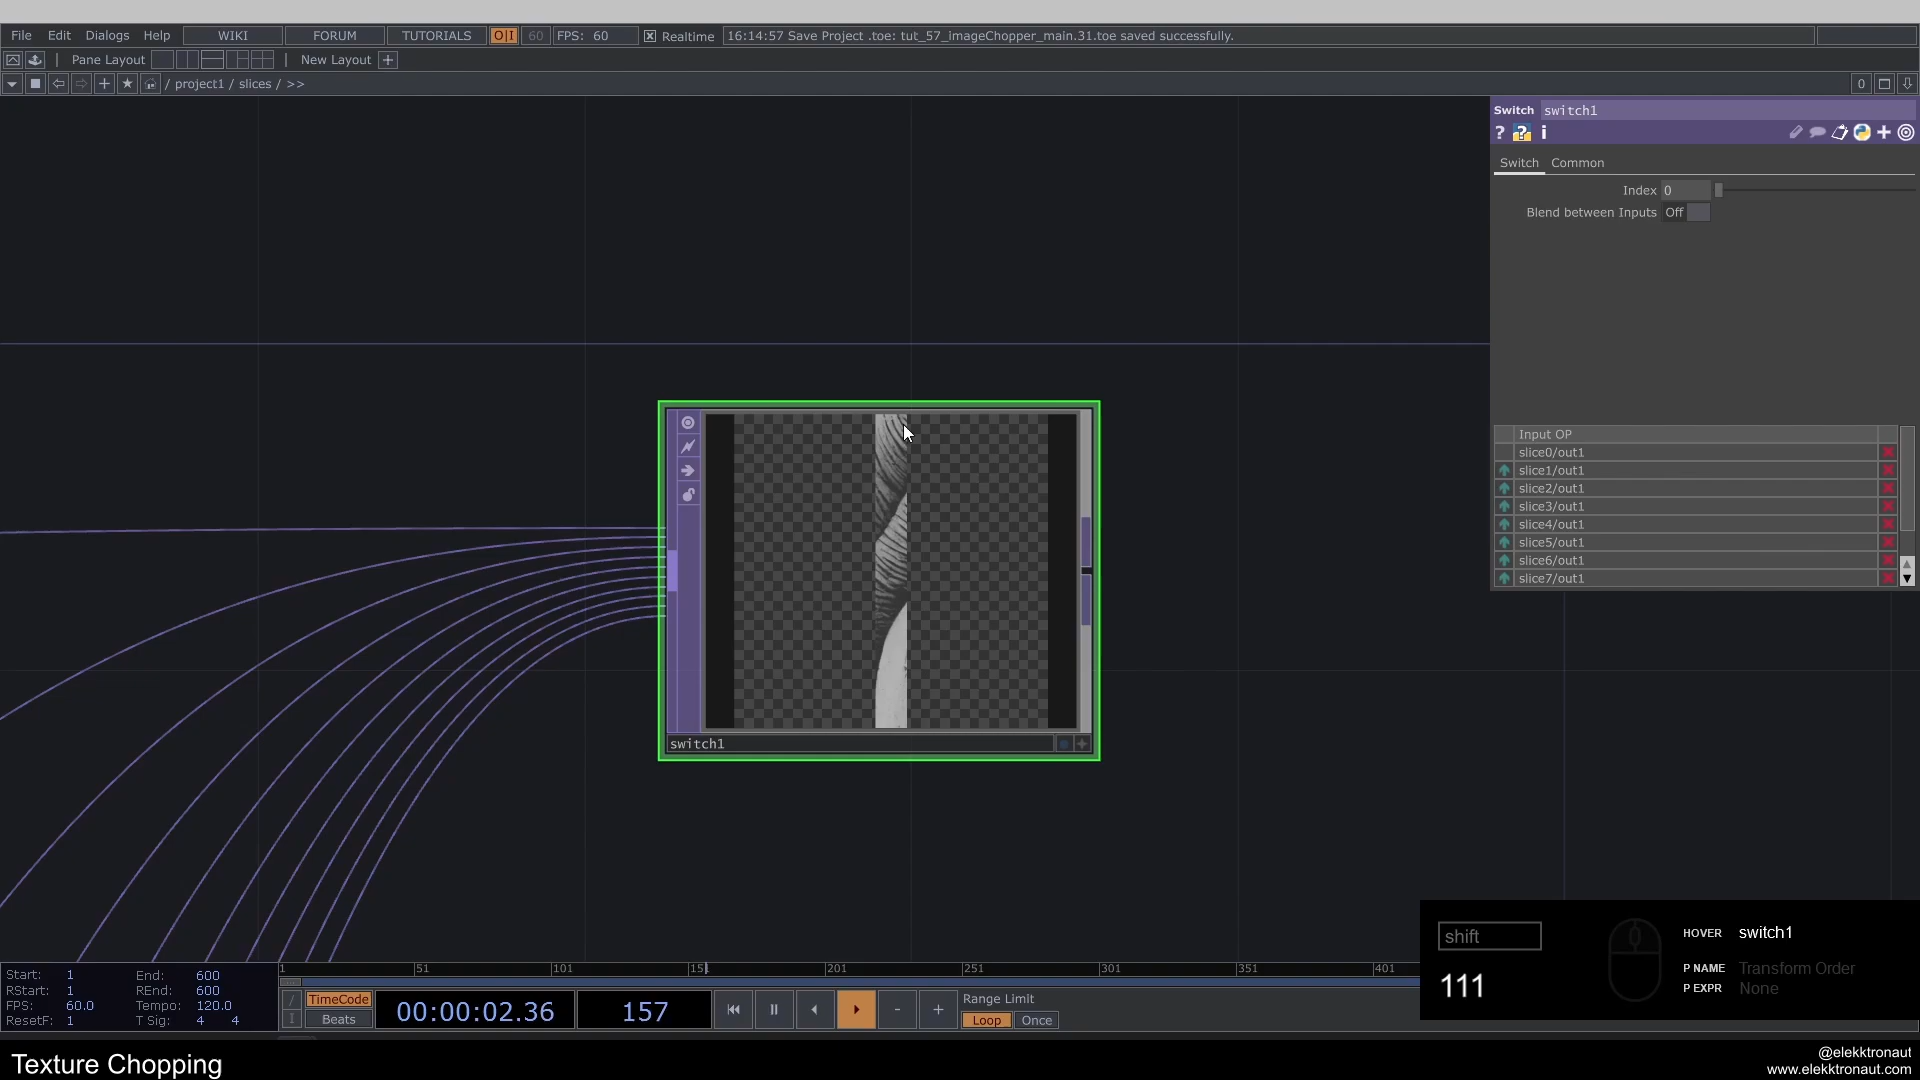 File Edit Dialogs Help WIKI FORUM TUTORIALS O|I 60 FPS: 60 Realtime 16:14:57 Save Project .toe: tut_57_imageChopper_main.31.toe saved successfully.
Pane Layout New Layout +
/ project1 / slices / >> 0
Switch switch1
? ? i
Switch Common
Index 0
Blend between Inputs Off
Input OP
slice0/out1
slice1/out1
slice2/out1
slice3/out1
slice4/out1
slice5/out1
slice6/out1
slice7/out1
switch1
shift
111
HOVER switch1
P NAME Transform Order
P EXPR None
1 51 101 151 201 251 301 351 401
Start: 1 End: 600
RStart: 1 REnd: 600
FPS: 60.0 Tempo: 120.0
ResetF: 1 T Sig: 4 4
TimeCode
Beats
00:00:02.36
157
- +
Range Limit
Loop Once
Texture Chopping
@elekktronaut
www.elekktronaut.com